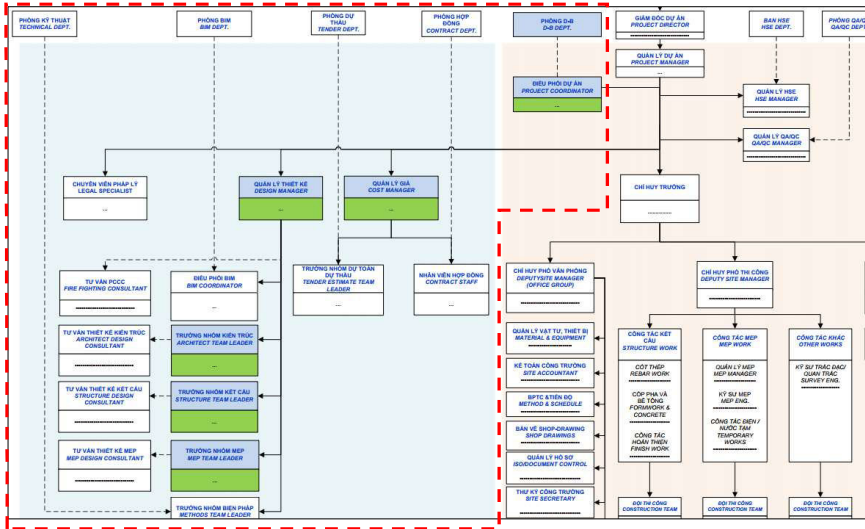 PHÒNG KỸ THUẬT
TECHNICAL DEPT.
PHÒNG BIM
BIM DEPT.
PHÒNG DỰ
THẦU
TENDER DEPT.
PHÒNG HỢP
ĐỒNG
CONTRACT DEPT.
PHÒNG D-B
D+B DEPT.
GIÁM ĐỐC DỰ ÁN
PROJECT DIRECTOR
BAN HSE
HSE DEPT.
PHÒNG QA/QC
QA/QC DEPT.
QUẢN LÝ DỰ ÁN
PROJECT MANAGER
...
ĐIỀU PHỐI DỰ ÁN
PROJECT COORDINATOR
...
QUẢN LÝ HSE
HSE MANAGER
QUẢN LÝ QA/QC
QA/QC MANAGER
CHUYÊN VIÊN PHÁP LÝ
LEGAL SPECIALIST
...
QUẢN LÝ THIẾT KẾ
DESIGN MANAGER
...
QUẢN LÝ GIÁ
COST MANAGER
...
CHỈ HUY TRƯỞNG
TƯ VẤN PCCC
FIRE FIGHTING CONSULTANT
ĐIỀU PHỐI BIM
BIM COORDINATOR
...
TRƯỞNG NHÓM DỰ TOÁN
DỰ THẦU
TENDER ESTIMATE TEAM
LEADER
...
NHÂN VIÊN HỢP ĐỒNG
CONTRACT STAFF
...
CHỈ HUY PHÓ VĂN PHÒNG
DEPUTYSITE MANAGER
(OFFICE GROUP)
CHỈ HUY PHÓ THI CÔNG
DEPUTY SITE MANAGER
TƯ VẤN THIẾT KẾ KIẾN TRÚC
ARCHITECT DESIGN
CONSULTANT
TRƯỞNG NHÓM KIẾN TRÚC
ARCHITECT TEAM LEADER
...
TƯ VẤN THIẾT KẾ KẾT CẤU
STRUCTURE DESIGN
CONSULTANT
TRƯỞNG NHÓM KẾT CẤU
STRUCTURE TEAM LEADER
...
TƯ VẤN THIẾT KẾ MEP
MEP DESIGN CONSULTANT
TRƯỞNG NHÓM MEP
MEP TEAM LEADER
...
TRƯỞNG NHÓM BIỆN PHÁP
METHODS TEAM LEADER
QUẢN LÝ VẬT TƯ, THIẾT BỊ
MATERIAL & EQUIPMENT
KẾ TOÁN CÔNG TRƯỜNG
SITE ACCOUNTANT
BPTC &TIẾN ĐỘ
METHOD & SCHEDULE
BẢN VẼ SHOP-DRAWING
SHOP DRAWINGS
QUẢN LÝ HỒ SƠ
ISO/DOCUMENT CONTROL
THƯ KÝ CÔNG TRƯỜNG
SITE SECRETARY
CÔNG TÁC KẾT
CẤU
STRUCTURE WORK
CỐT THÉP
REBAR WORK
CỐP PHA VÀ
BÊ TÔNG
FORMWORK &
CONCRETE
CÔNG TÁC
HOÀN THIỆN
FINISH WORK
CÔNG TÁC MEP
MEP WORK
QUẢN LÝ MEP
MEP MANAGER
KỸ SƯ MEP
MEP ENG.
CÔNG TÁC ĐIỆN /
NƯỚC TẠM
TEMPORARY
WORKS
CÔNG TÁC KHÁC
OTHER WORKS
KỸ SƯ TRẮC ĐẠC/
QUAN TRẮC
SURVEY ENG.
ĐỘI THI CÔNG
CONSTRUCTION TEAM
ĐỘI THI CÔNG
CONSTRUCTION TEAM
ĐỘI THI CÔNG
CONSTRUCTION TEAM